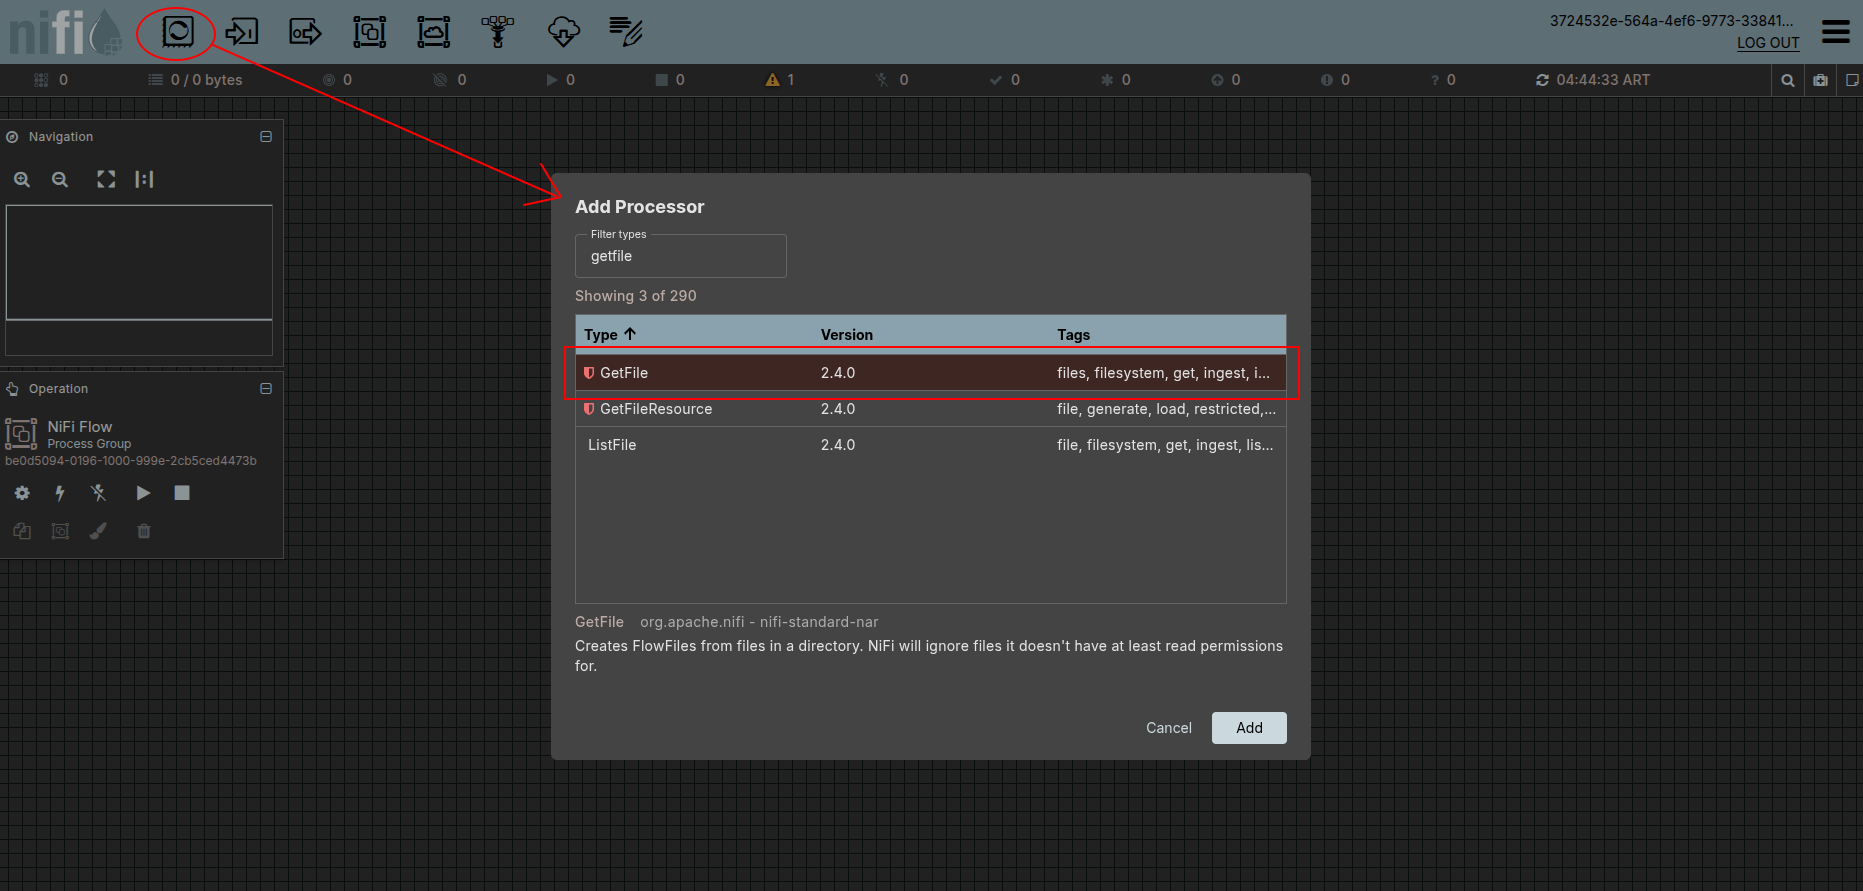 nifi
3724532e-564a-4ef6-9773-33841...
LOG OUT
0 0 / 0 bytes 0 0 0 0 1 0 0 0 0 0 ? 0 04:44:33 ART
Navigation
Operation
NiFi Flow
Process Group
be0d5094-0196-1000-999e-2cb5ced4473b
Add Processor
Filter types
getfile
Showing 3 of 290
Type Version Tags
GetFile 2.4.0 files, filesystem, get, ingest, i...
GetFileResource 2.4.0 file, generate, load, restricted,...
ListFile 2.4.0 file, filesystem, get, ingest, lis...
GetFile org.apache.nifi - nifi-standard-nar
Creates FlowFiles from files in a directory. NiFi will ignore files it doesn't have at least read permissions
for.
Cancel Add